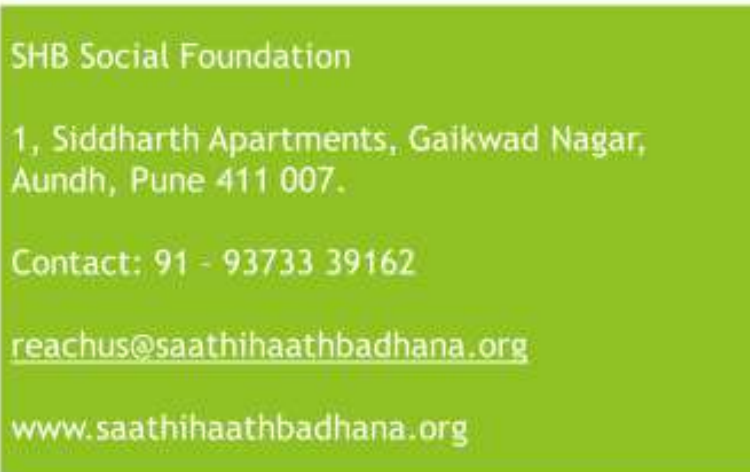 SHB Social Foundation
1, Siddharth Apartments, Gaikwad Nagar,
Aundh, Pune 411 007.
Contact: 91 – 93733 39162
reachus@saathihaathbadhana.org
www.saathihaathbadhana.org